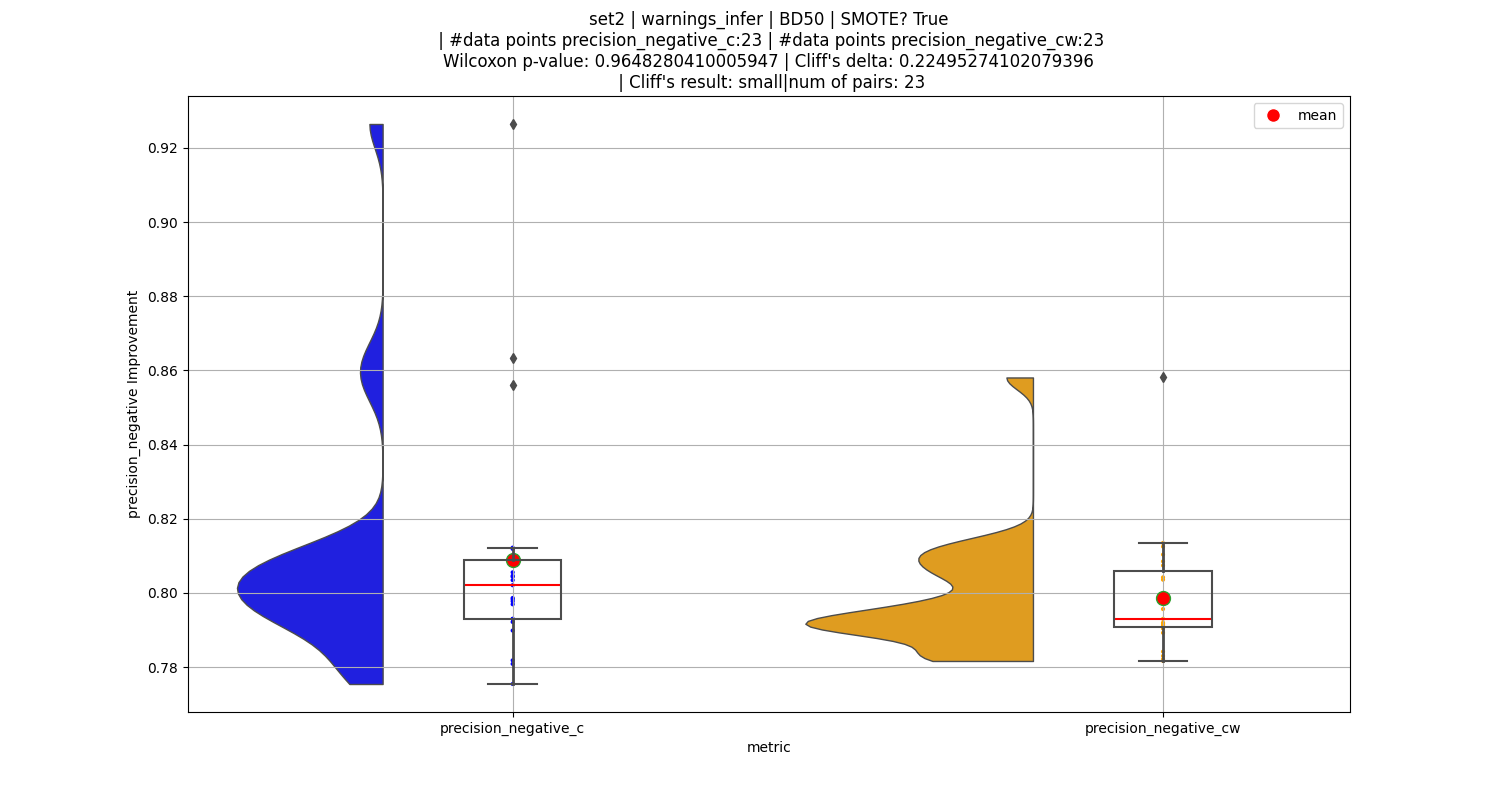 set2 | warnings_infer | BD50 | SMOTE? True
| #data points precision_negative_c:23 | #data points precision_negative_cw:23
Wilcoxon p-value: 0.9648280410005947 | Cliff's delta: 0.22495274102079396
| Cliff's result: small|num of pairs: 23
mean
0.92
0.90
0.88
0.86
0.84
0.82
0.80
0.78
precision_negative Improvement
precision_negative_c
precision_negative_cw
metric